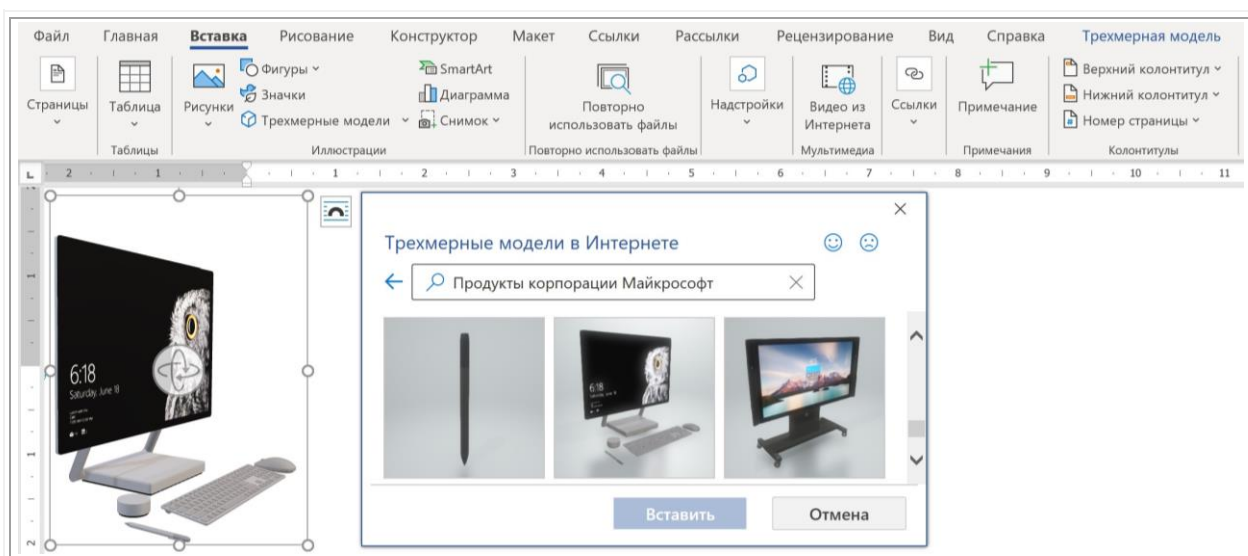 Файл Главная Вставка Рисование Конструктор Макет Ссылки Рассылки Рецензирование Вид Справка Трехмерная модель
Фигуры SmartArt Верхний колонтитул
Значки Диаграмма Нижний колонтитул
Страницы Таблица Рисунки Трехмерные модели Снимок Повторно использовать файлы Надстройки Видео из Интернета Ссылки Примечание Номер страницы
Таблицы Иллюстрации Повторно использовать файлы Мультимедиа Примечания Колонтитулы
2 1 1 2 3 4 5 6 7 8 9 10 11
1
1
2
Трехмерные модели в Интернете
Продукты корпорации Майкрософт
6:18
Saturday, June 18
6:18
Вставить Отмена